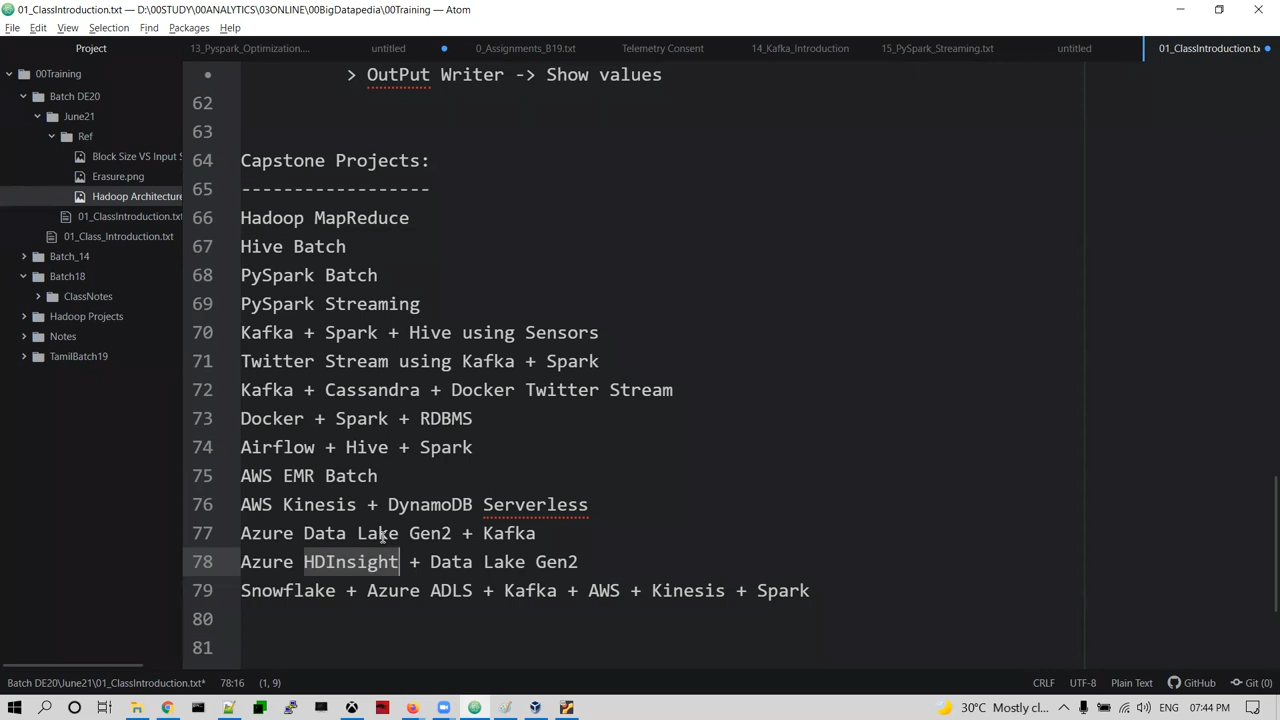 01_ClassIntroduction.txt — D:\00STUDY\00ANALYTICS\03ONLINE\00BigDatapedia\00Training — Atom
File Edit View Selection Find Packages Help
Project
13_Pyspark_Optimization....
untitled
0_Assignments_B19.txt
Telemetry Consent
14_Kafka_Introduction
15_PySpark_Streaming.txt
untitled
01_ClassIntroduction.tx
00Training
Batch DE20
June21
Ref
Block Size VS Input S
Erasure.png
Hadoop Architecture
01_ClassIntroduction.txt
01_Class_Introduction.txt
Batch_14
Batch18
ClassNotes
Hadoop Projects
Notes
TamilBatch19
• > OutPut Writer -> Show values
62
63
64 Capstone Projects:
65 ------------------
66 Hadoop MapReduce
67 Hive Batch
68 PySpark Batch
69 PySpark Streaming
70 Kafka + Spark + Hive using Sensors
71 Twitter Stream using Kafka + Spark
72 Kafka + Cassandra + Docker Twitter Stream
73 Docker + Spark + RDBMS
74 Airflow + Hive + Spark
75 AWS EMR Batch
76 AWS Kinesis + DynamoDB Serverless
77 Azure Data Lake Gen2 + Kafka
78 Azure HDInsight + Data Lake Gen2
79 Snowflake + Azure ADLS + Kafka + AWS + Kinesis + Spark
80
81
Batch DE20\June21\01_ClassIntroduction.txt* 78:16 (1, 9) CRLF UTF-8 Plain Text GitHub Git (0)
30°C Mostly cl... ENG 07:44 PM